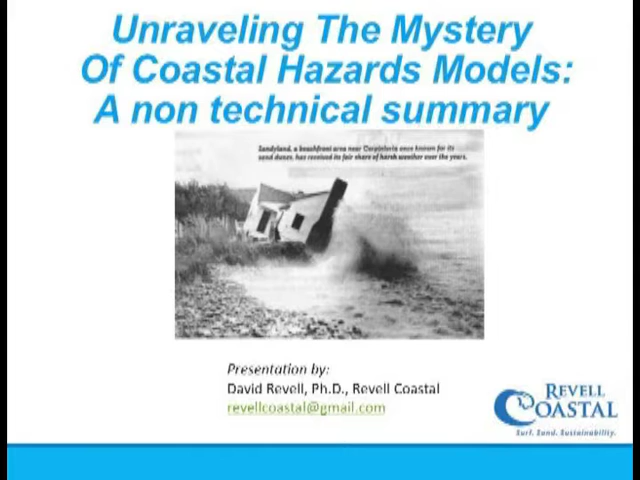 Unraveling The Mystery
Of Coastal Hazards Models:
A non technical summary
Sandyland, a beachfront area near Carpinteria once known for its
sand dunes, has received its fair share of harsh weather over the years.
Presentation by:
David Revell, Ph.D., Revell Coastal
revellcoastal@gmail.com
REVELL
COASTAL
Surf. Sand. Sustainability.